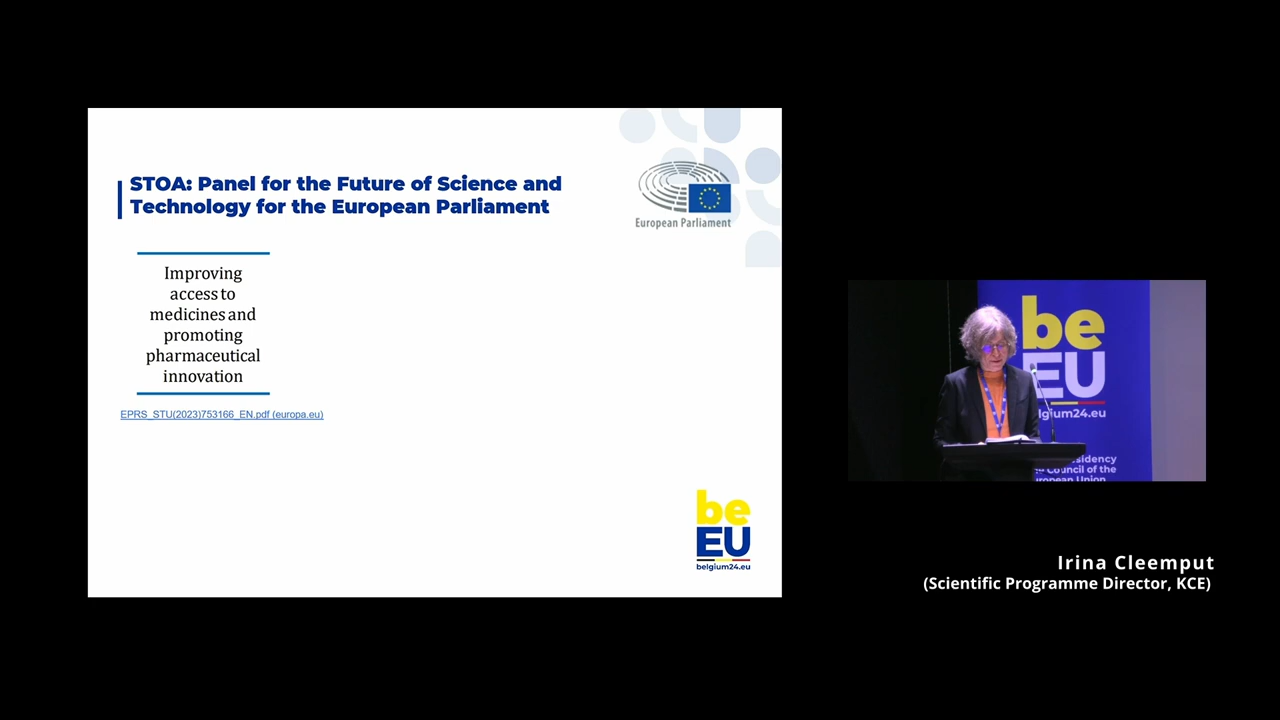 STOA: Panel for the Future of Science and
Technology for the European Parliament
European Parliament
Improving
access to
medicines and
promoting
pharmaceutical
innovation
EPRS_STU(2023)753166_EN.pdf (europa.eu)
be
EU
belgium24.eu
be
EU
lgium24.eu
sidency
Council of the
uropean Union
Irina Cleemput
(Scientific Programme Director, KCE)